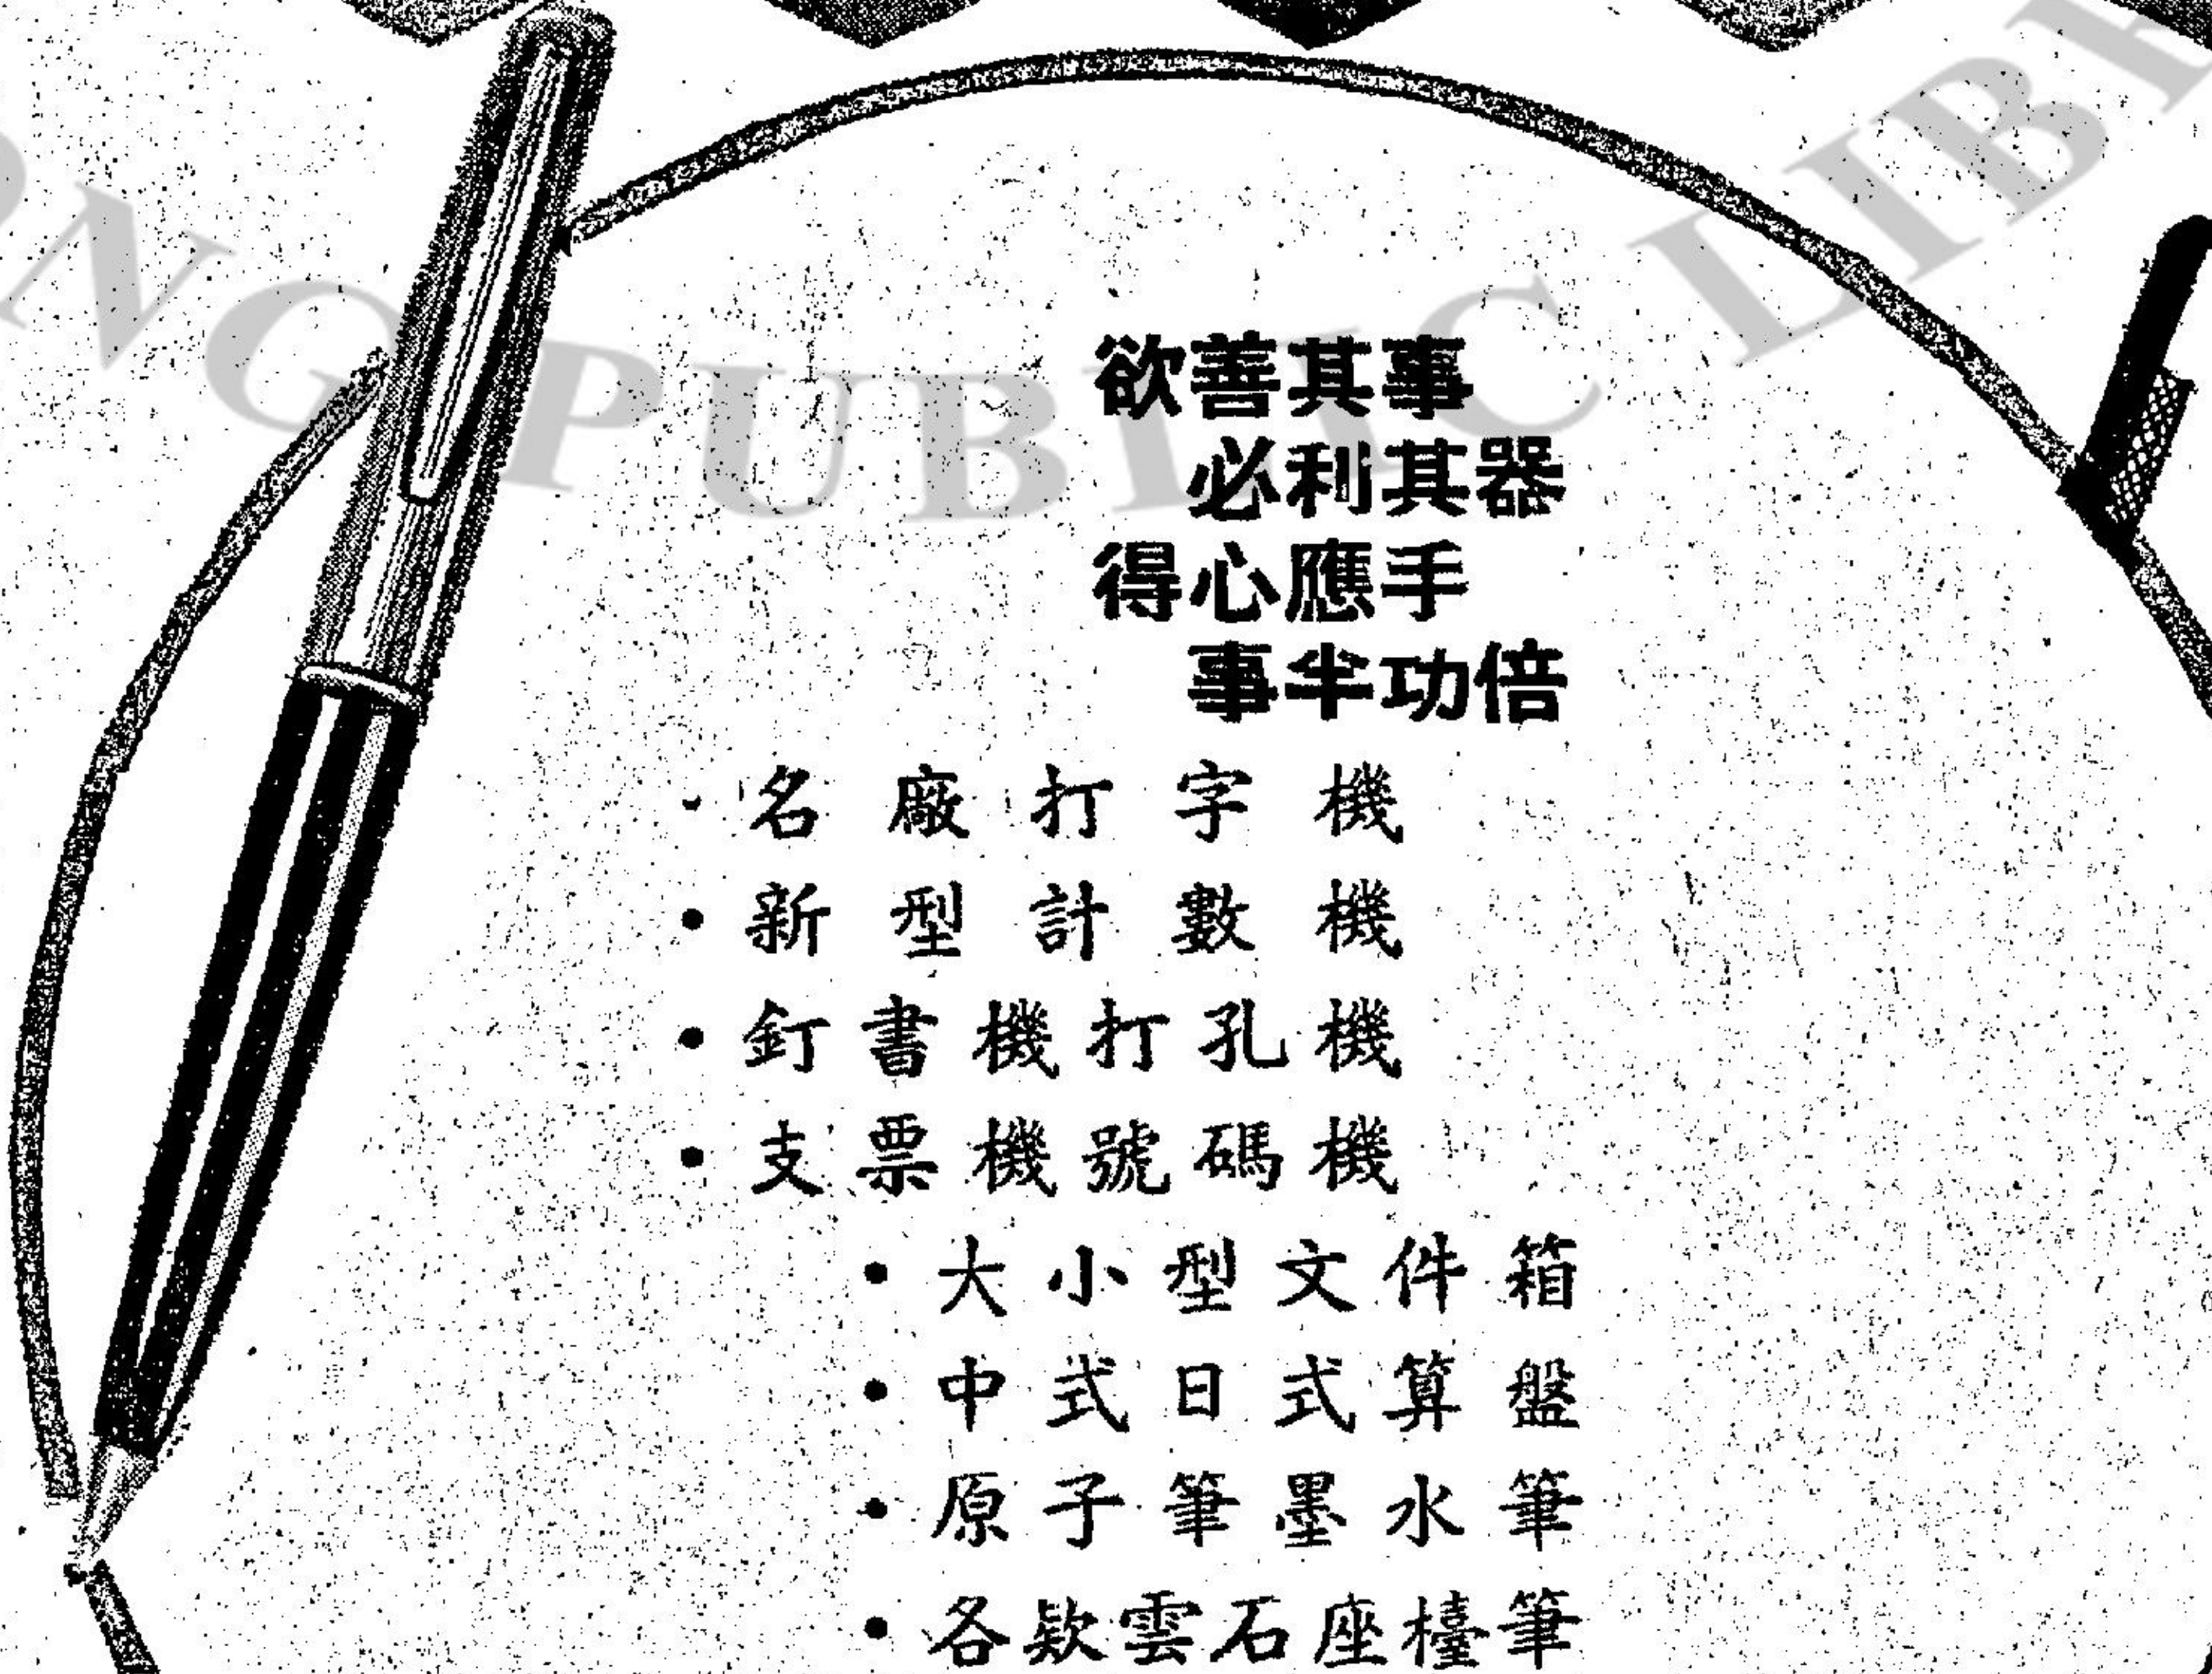 NG PUBLIC LIB
欲善其事
必利其器
得心應手
事半功倍
・名廠打字機
・新型計數機
・釘書機打孔機
・支票機號碼機
・大小型文件箱
・中式日式算盤
・原子筆墨水筆
・各欵雲石座檯筆